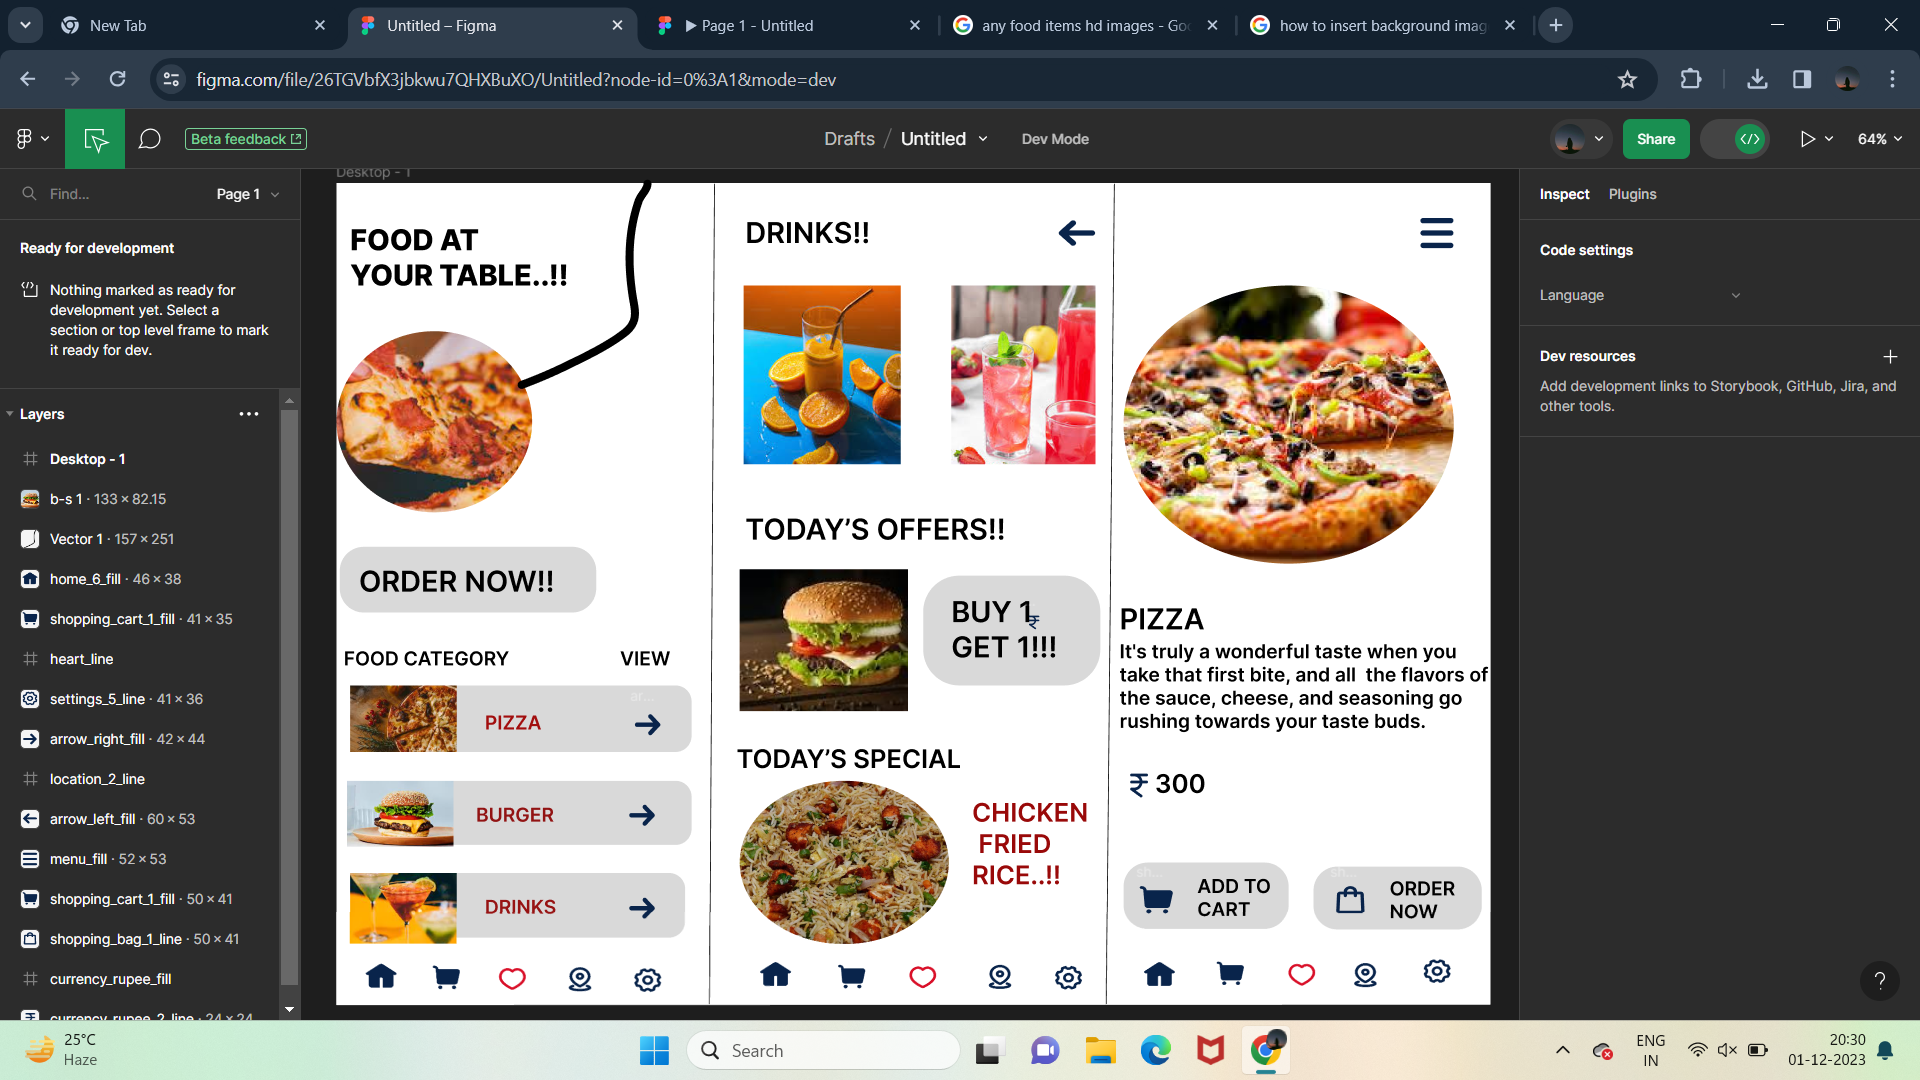 New Tab
Untitled – Figma
Page 1 - Untitled
any food items hd images - Goo
how to insert background imag
figma.com/file/26TGVbfX3jbkwu7QHXBuXO/Untitled?node-id=0%3A1&mode=dev
Beta feedback
Drafts / Untitled
Dev Mode
Share
64%
Find...
Page 1
Ready for development
Nothing marked as ready for
development yet. Select a
section or top level frame to mark
it ready for dev.
Layers
Desktop - 1
b-s 1 · 133 × 82.15
Vector 1 · 157 × 251
home_6_fill · 46 × 38
shopping_cart_1_fill · 41 × 35
heart_line
settings_5_line · 41 × 36
arrow_right_fill · 42 × 44
location_2_line
arrow_left_fill · 60 × 53
menu_fill · 52 × 53
shopping_cart_1_fill · 50 × 41
shopping_bag_1_line · 50 × 41
currency_rupee_fill
currency_rupee_2_line · 24 × 24
Desktop - 1
FOOD AT
YOUR TABLE..!!
ORDER NOW!!
FOOD CATEGORY
VIEW
ar...
PIZZA
BURGER
DRINKS
DRINKS!!
TODAY’S OFFERS!!
BUY 1
₹
GET 1!!!
TODAY’S SPECIAL
CHICKEN
FRIED
RICE..!!
PIZZA
It's truly a wonderful taste when you
take that first bite, and all  the flavors of
the sauce, cheese, and seasoning go
rushing towards your taste buds.
₹ 300
sh...
ADD TO
CART
sh...
ORDER
NOW
Inspect
Plugins
Code settings
Language
Dev resources
Add development links to Storybook, GitHub, Jira, and
other tools.
?
25°C
Haze
Search
ENG
IN
20:30
01-12-2023